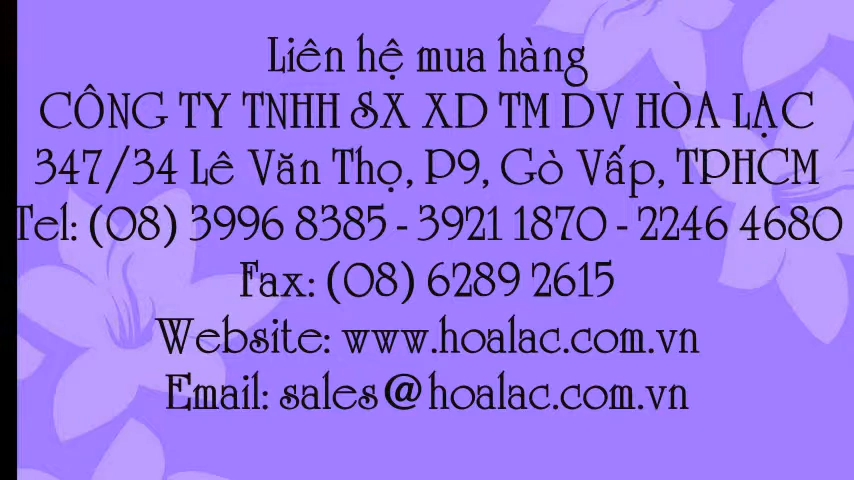 Liên hệ mua hàng
CÔNG TY TNHH SX XD TM DV HÒA LẠC
347/34 Lê Văn Thọ, P9, Gò Vấp, TPHCM
Tel: (08) 3996 8385 - 3921 1870 - 2246 4680
Fax: (08) 6289 2615
Website: www.hoalac.com.vn
Email: sales@hoalac.com.vn